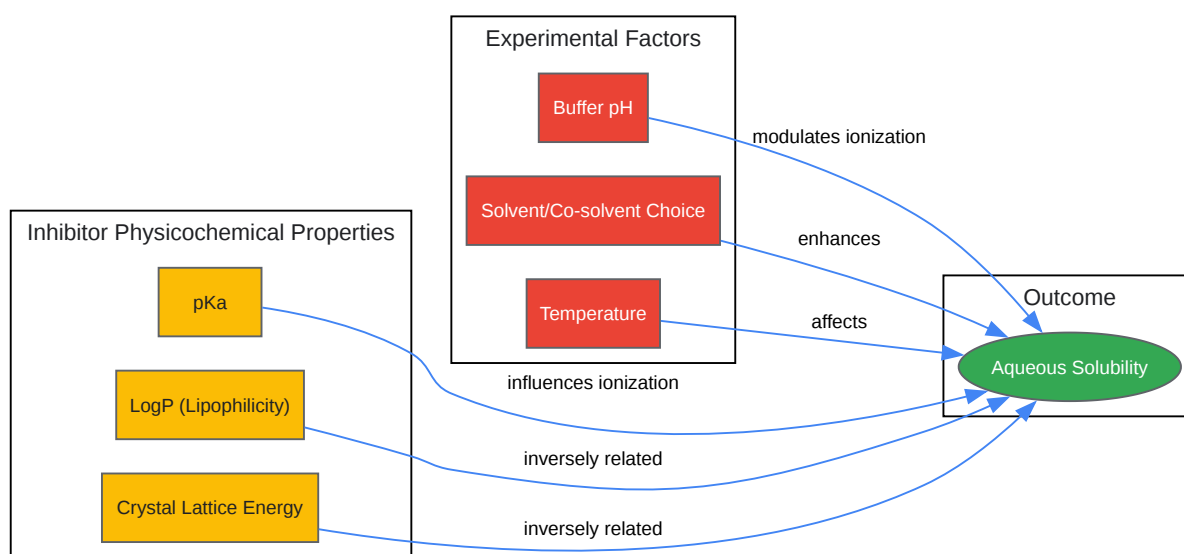 Experimental Factors
Buffer pH
modulates ionization
Solvent/Co-solvent Choice
enhances
Temperature
affects
Inhibitor Physicochemical Properties
pKa
influences ionization
LogP (Lipophilicity)
inversely related
Crystal Lattice Energy
inversely related
Outcome
Aqueous Solubility